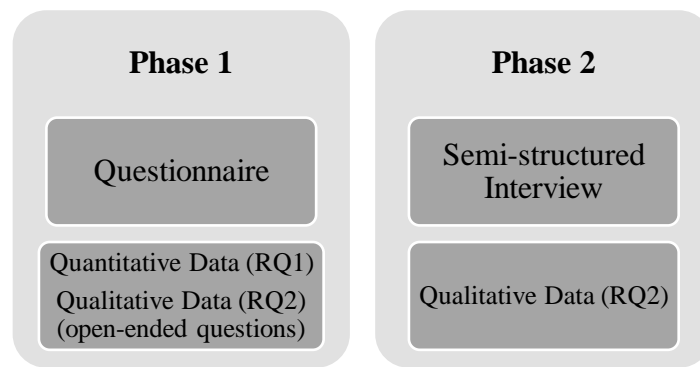 Phase 1
Questionnaire
Quantitative Data (RQ1)
Qualitative Data (RQ2)
(open-ended questions)
Phase 2
Semi-structured
Interview
Qualitative Data (RQ2)